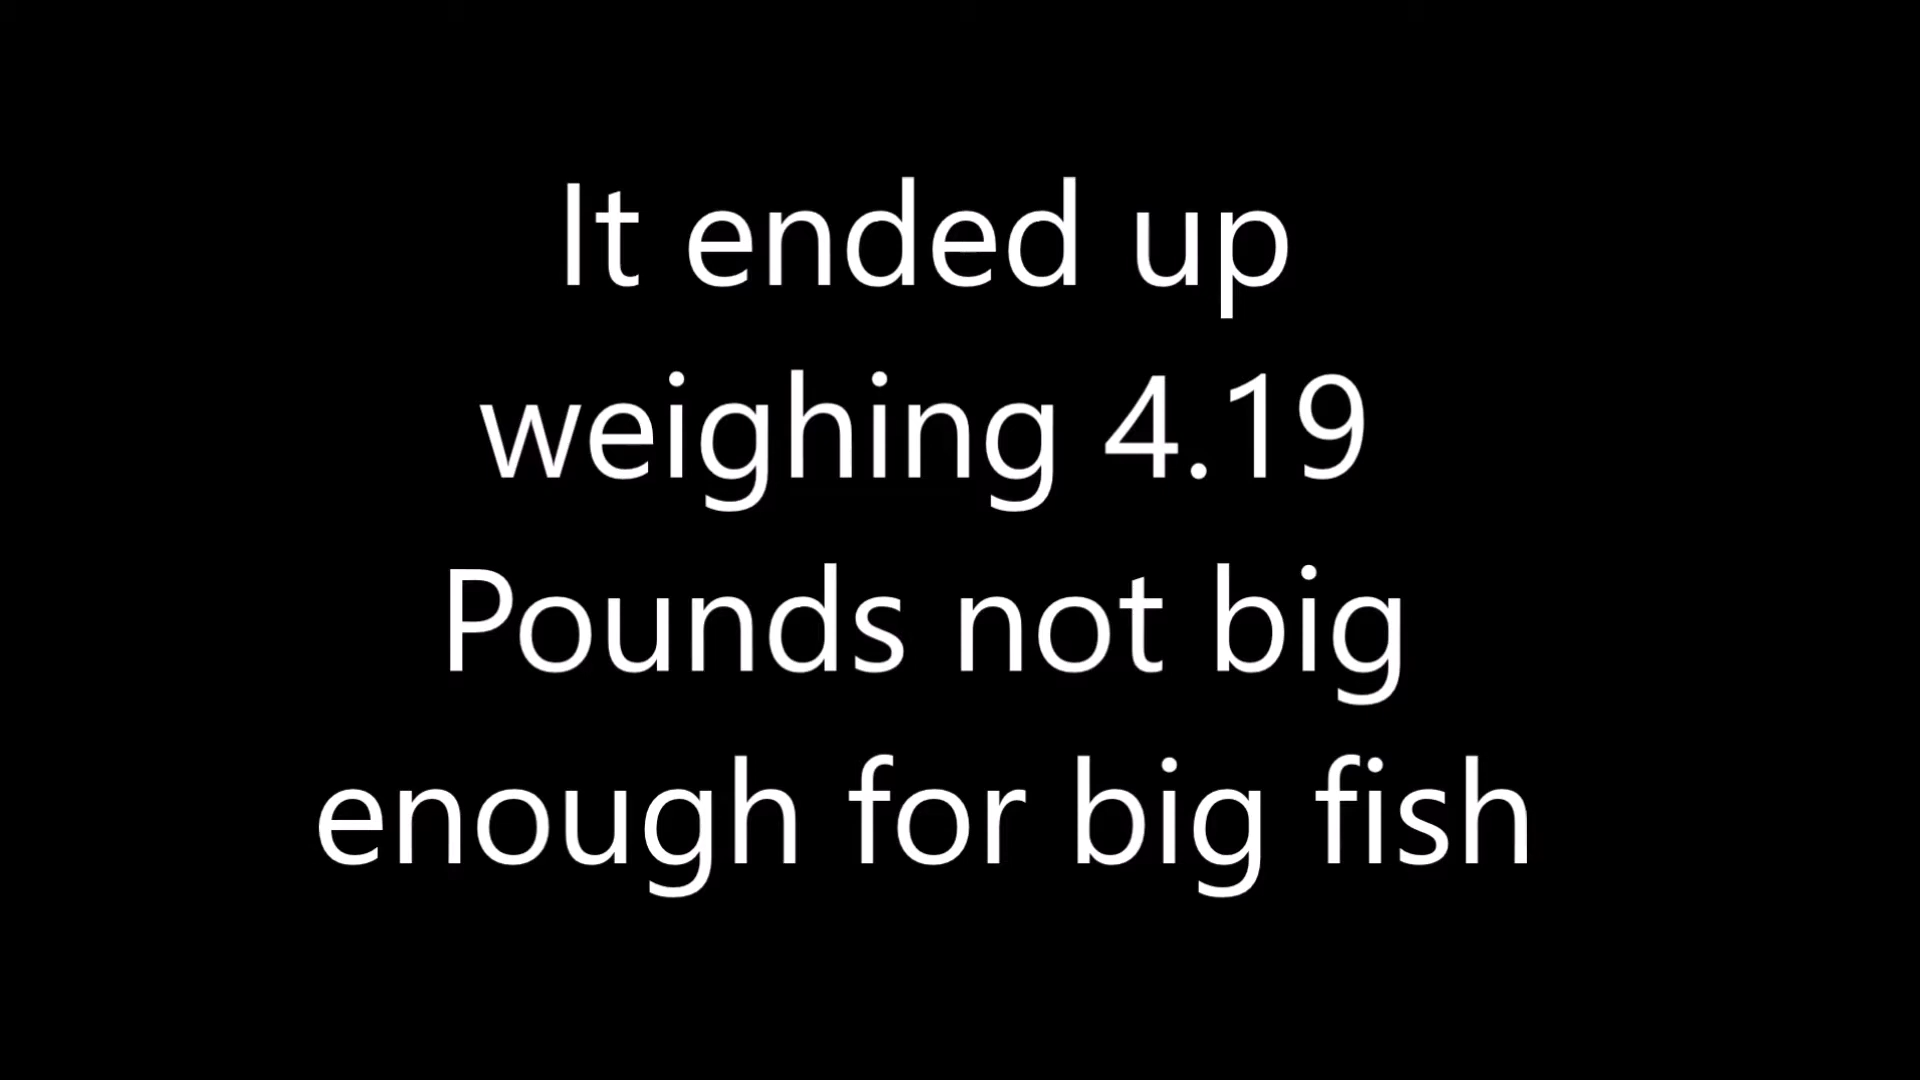 It ended up
weighing 4.19
Pounds not big
enough for big fish